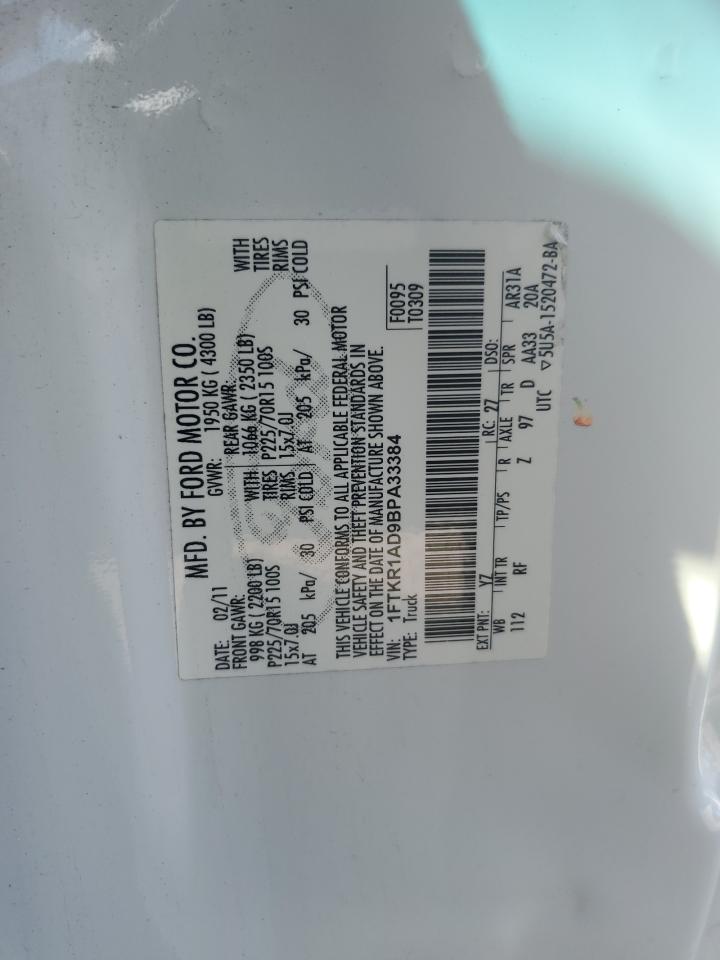 MFD. BY FORD MOTOR CO.
DATE: 02/11 GVWR: 1950 KG ( 4300 LB)
FRONT GAWR: REAR GAWR: WITH
998 KG ( 2200 LB) WITH 1066 KG ( 2350 LB) TIRES
P225/70R15 100S TIRES P225/70R15 100S RIMS
15x7.0J RIMS 15x7.0J
AT 205 kPa/ 30 PSI COLD AT 205 kPa/ 30 PSI COLD
THIS VEHICLE CONFORMS TO ALL APPLICABLE FEDERAL MOTOR
VEHICLE SAFETY AND THEFT PREVENTION STANDARDS IN
EFFECT ON THE DATE OF MANUFACTURE SHOWN ABOVE.
VIN: 1FTKR1AD9BPA33384 F0095
TYPE: Truck T0309
EXT PNT: YZ RC: 27 DSO:
WB INT TR TP/PS R AXLE TR SPR AR31A
112 RF Z 97 D AA33 20A
UTC ▽5U5A-1520472-BA